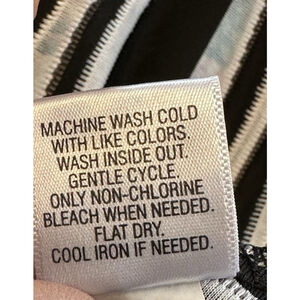 MACHINE WASH COLD
WITH LIKE COLORS.
WASH INSIDE OUT.
GENTLE CYCLE.
ONLY NON-CHLORINE
BLEACH WHEN NEEDED.
FLAT DRY.
COOL IRON IF NEEDED.